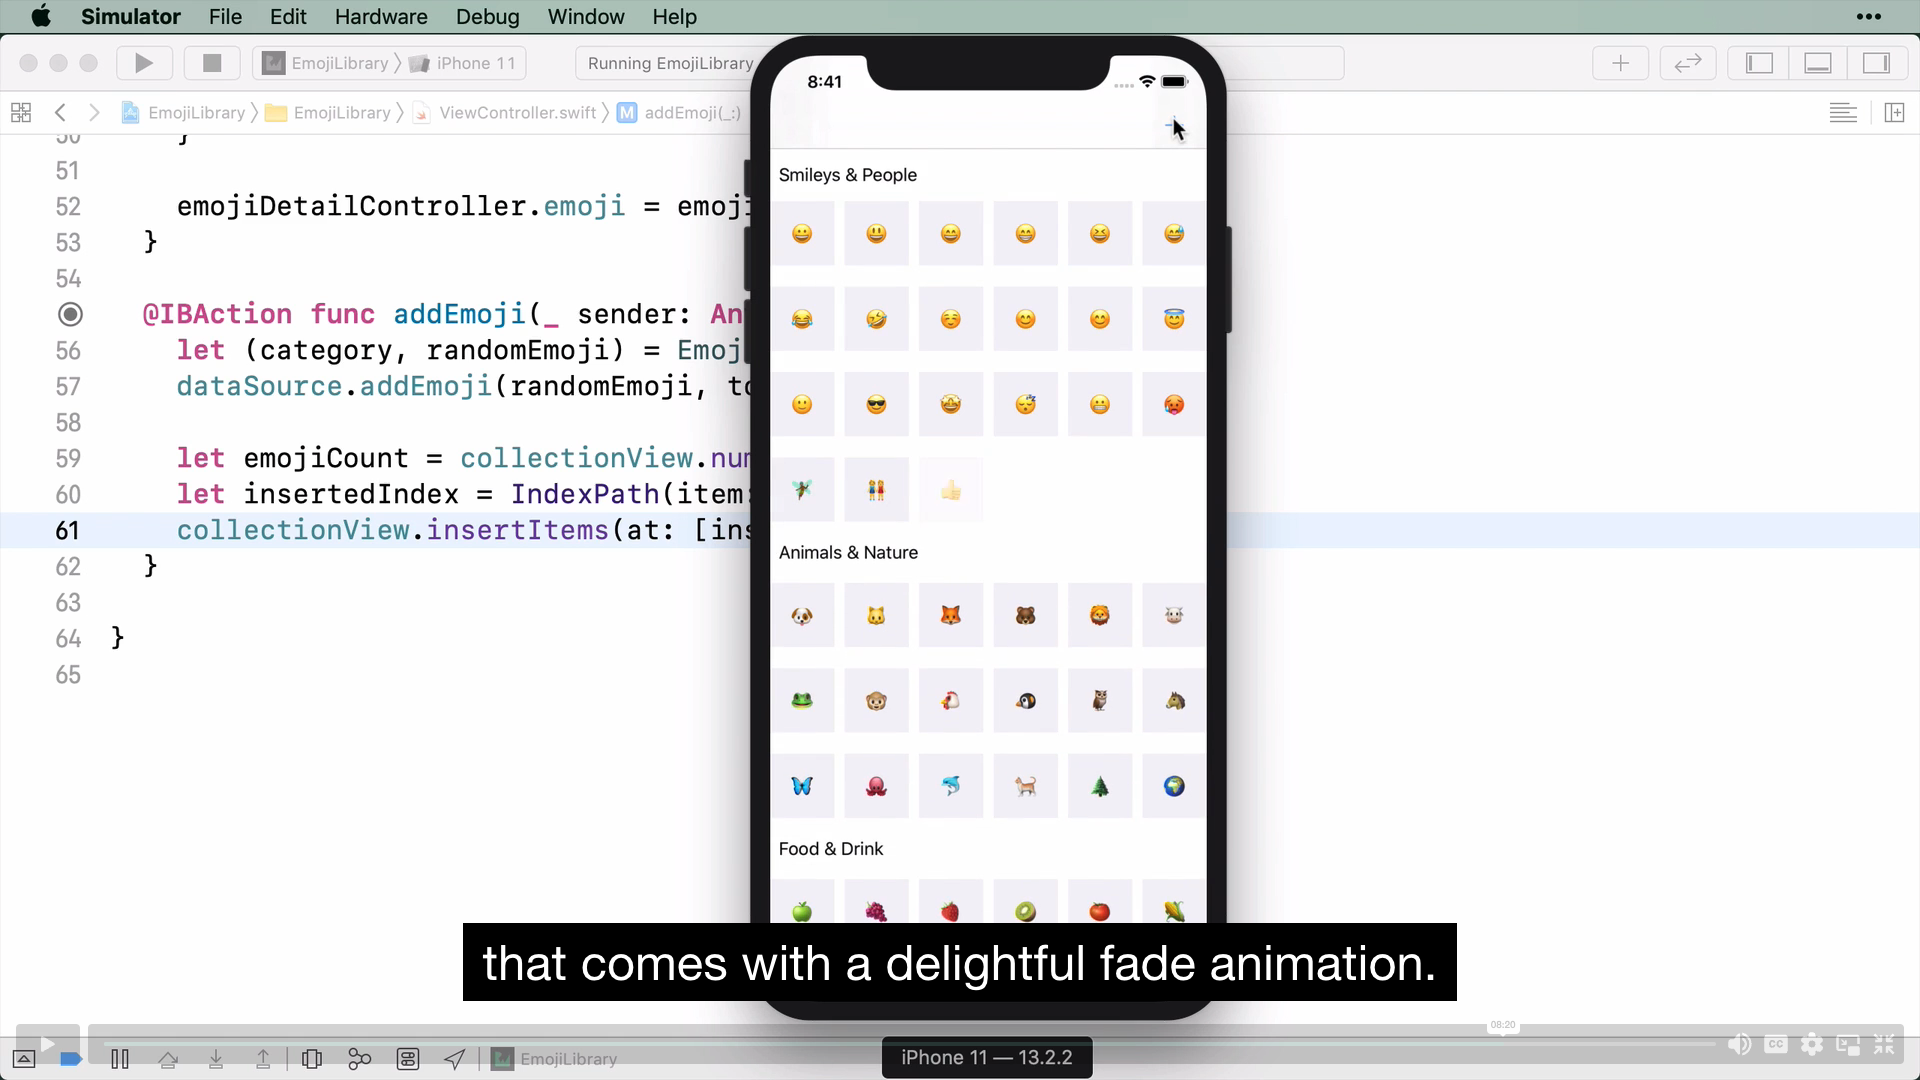 Simulator File Edit Hardware Debug Window Help
EmojiLibrary iPhone 11 Running EmojiLibrary
8:41
EmojiLibrary EmojiLibrary ViewController.swift M addEmoji(_:)
50 }
51
52 emojiDetailController.emoji = emoji
53 }
54
@IBAction func addEmoji(_ sender: An
56 let (category, randomEmoji) = Emoj
57 dataSource.addEmoji(randomEmoji, to
58
59 let emojiCount = collectionView.num
60 let insertedIndex = IndexPath(item:
61 collectionView.insertItems(at: [ins
62 }
63
64 }
65
Smileys & People
Animals & Nature
Food & Drink
that comes with a delightful fade animation.
08:20
EmojiLibrary
iPhone 11 — 13.2.2
CC